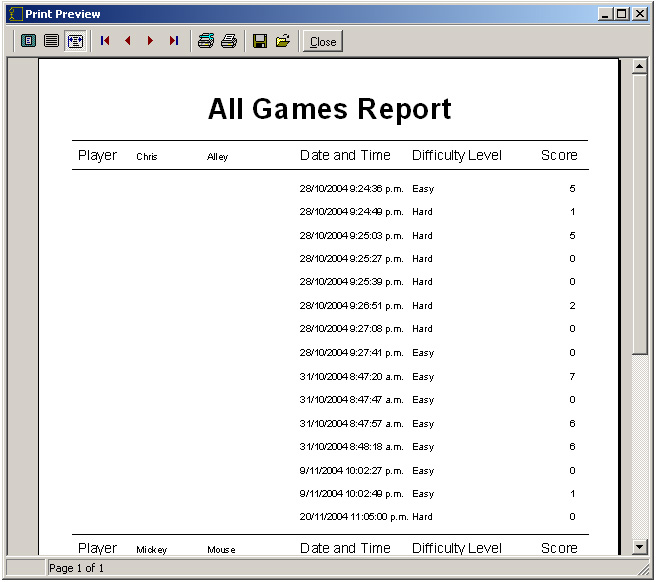 Print Preview
Close
All Games Report
Player Chris Alley Date and Time Difficulty Level Score
28/10/2004 9:24:36 p.m. Easy 5
28/10/2004 9:24:49 p.m. Hard 1
28/10/2004 9:25:03 p.m. Hard 5
28/10/2004 9:25:27 p.m. Hard 0
28/10/2004 9:25:39 p.m. Hard 0
28/10/2004 9:26:51 p.m. Hard 2
28/10/2004 9:27:08 p.m. Hard 0
28/10/2004 9:27:41 p.m. Easy 0
31/10/2004 8:47:20 a.m. Easy 7
31/10/2004 8:47:47 a.m. Easy 0
31/10/2004 8:47:57 a.m. Easy 6
31/10/2004 8:48:18 a.m. Easy 6
9/11/2004 10:02:27 p.m. Easy 0
9/11/2004 10:02:49 p.m. Easy 1
20/11/2004 11:05:00 p.m. Hard 0
Player Mickey Mouse Date and Time Difficulty Level Score
Page 1 of 1